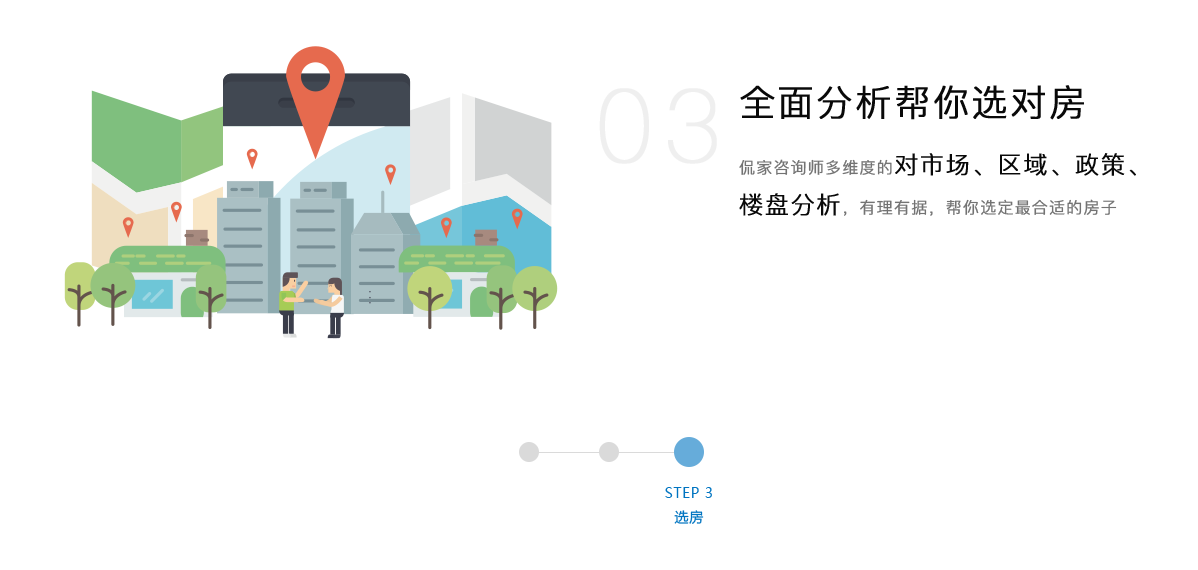 03
全面分析帮你选对房
侃家咨询师多维度的对市场、区域、政策、
楼盘分析，有理有据，帮你选定最合适的房子
STEP 3
选房